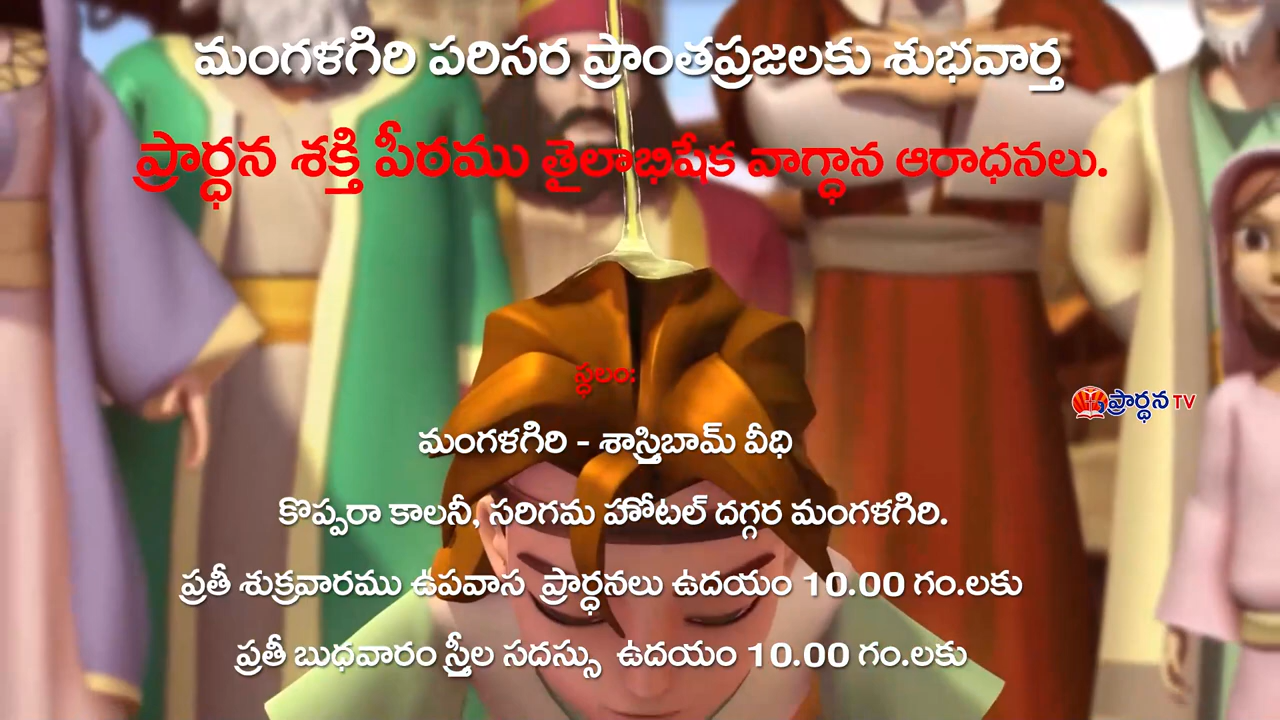 మంగళగిరి పరిసర ప్రాంతప్రజలకు శుభవార్త
ప్రార్ధన శక్తి పీఠము తైలాభిషేక వాగ్ధాన ఆరాధనలు.
స్ధలం:
ప్రార్ధన TV
మంగళగిరి - శాస్త్రిబామ్ వీధి
కొప్పరా కాలనీ, సరిగమ హోటల్ దగ్గర మంగళగిరి.
ప్రతీ శుక్రవారము ఉపవాస ప్రార్ధనలు ఉదయం 10.00 గం.లకు
ప్రతీ బుధవారం స్త్రీల సదస్సు ఉదయం 10.00 గం.లకు